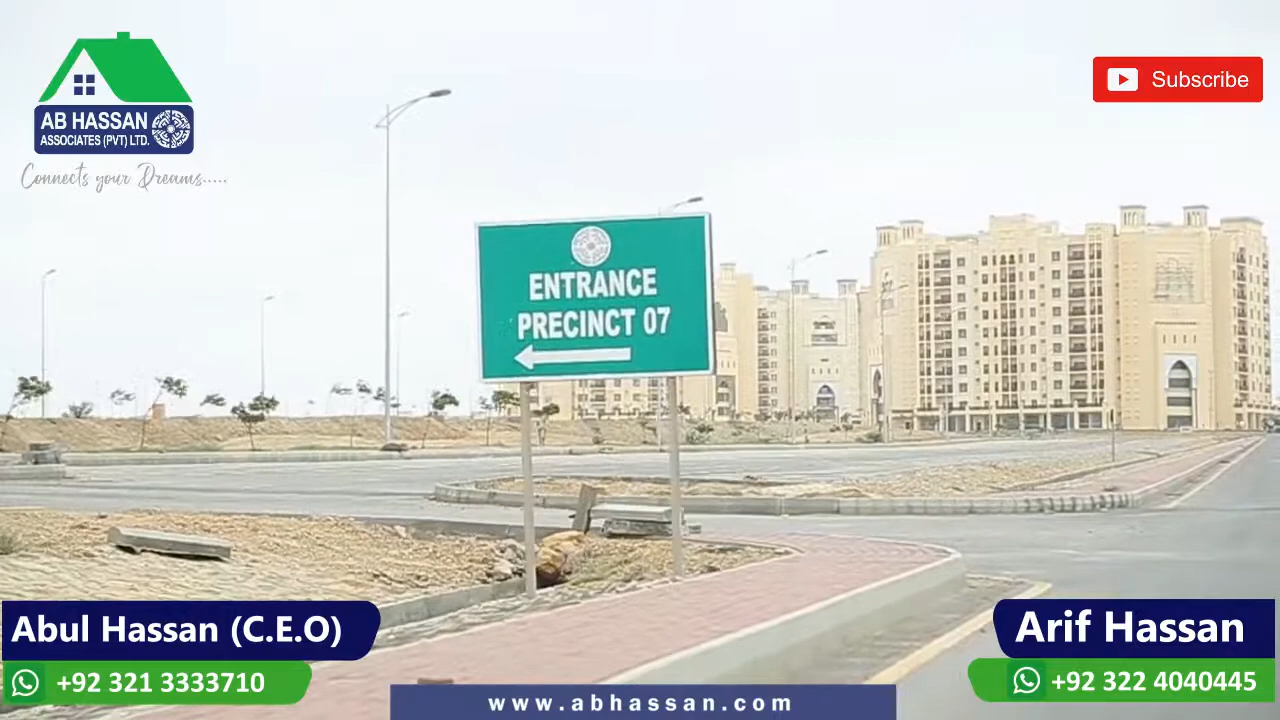 AB HASSAN
ASSOCIATES (PVT) LTD.
Connects your Dreams.....
Subscribe
ENTRANCE
PRECINCT 07
Abul Hassan (C.E.O)
+92 321 3333710
Arif Hassan
+92 322 4040445
www.abhassan.com